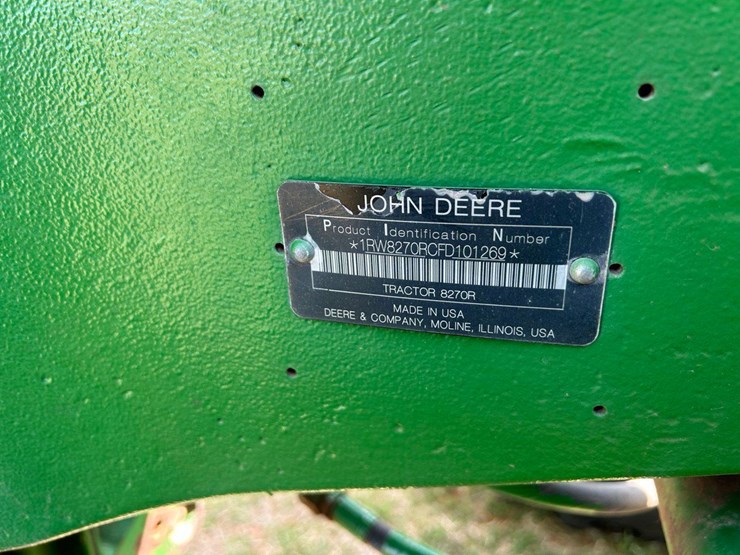 JOHN DEERE
Product Identification Number
*1RW8270RCFD101269*
TRACTOR 8270R
MADE IN USA
DEERE & COMPANY, MOLINE, ILLINOIS, USA